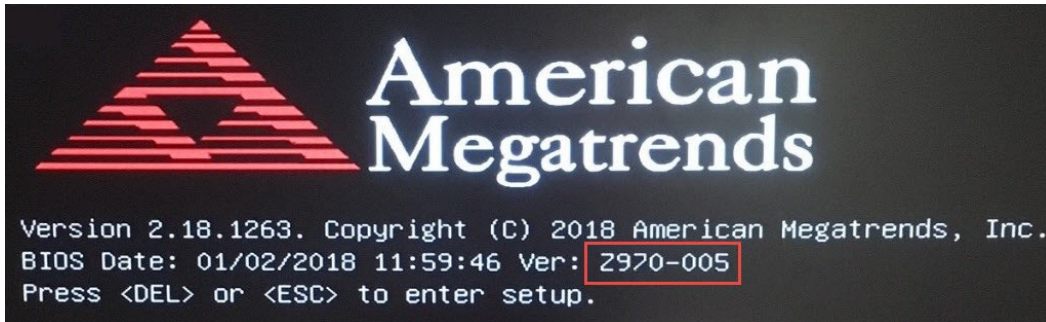 American
Megatrends
Version 2.18.1263. Copyright (C) 2018 American Megatrends, Inc.
BIOS Date: 01/02/2018 11:59:46 Ver: Z970-005
Press <DEL> or <ESC> to enter setup.